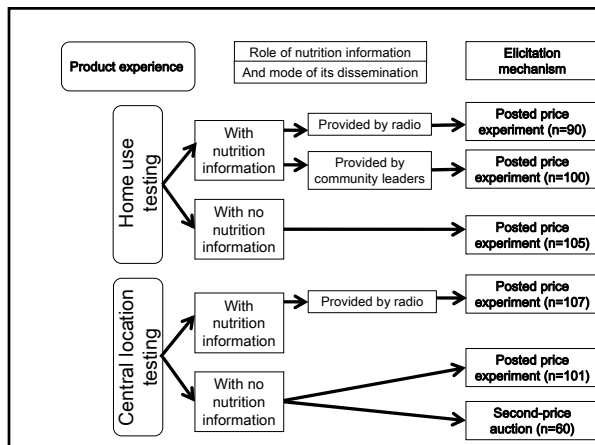 Product experience
Role of nutrition information
And mode of its dissemination
Elicitation
mechanism
Home use
testing
With
nutrition
information
Provided by radio
Posted price
experiment (n=90)
Provided by
community leaders
Posted price
experiment (n=100)
With no
nutrition
information
Posted price
experiment (n=105)
Central location
testing
With
nutrition
information
Provided by radio
Posted price
experiment (n=107)
With no
nutrition
information
Posted price
experiment (n=101)
Second-price
auction (n=60)